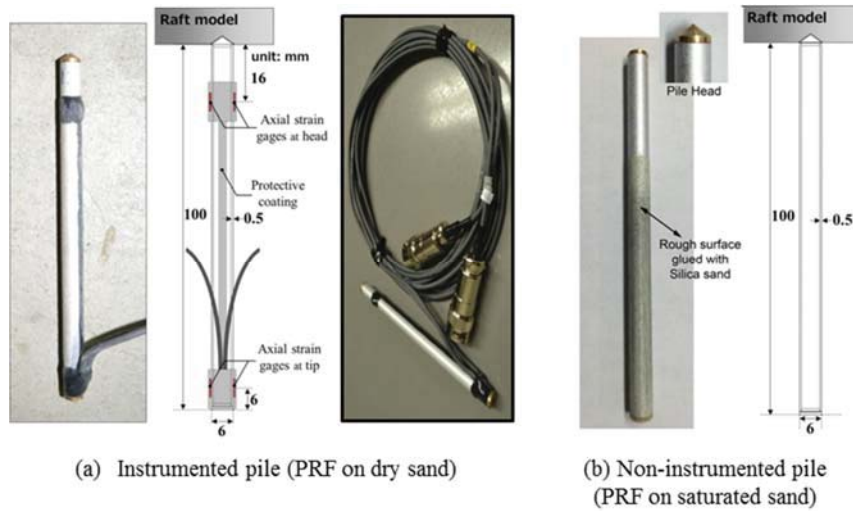 Raft model
unit: mm
16
Axial strain
gages at head
Protective
coating
100
0.5
Axial strain
gages at tip
6
6
(a) Instrumented pile (PRF on dry sand)
Raft model
Pile Head
100
0.5
Rough surface
glued with
Silica sand
6
(b) Non-instrumented pile
(PRF on saturated sand)